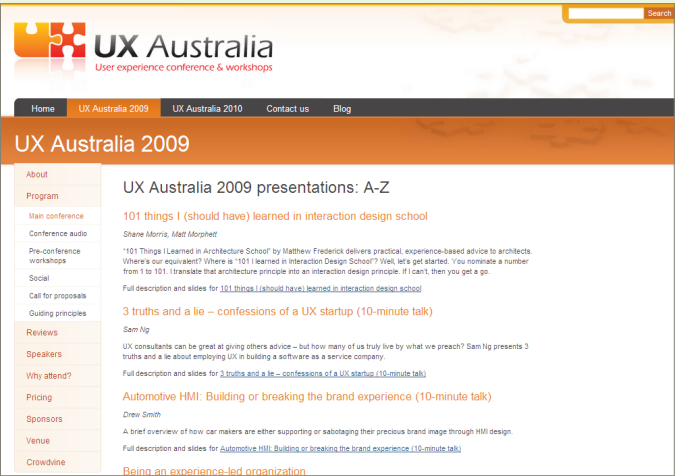 Search
UX Australia
User experience conference & workshops
Home UX Australia 2009 UX Australia 2010 Contact us Blog
UX Australia 2009
About
Program
Main conference
Conference audio
Pre-conference
workshops
Social
Call for proposals
Guiding principles
Reviews
Speakers
Why attend?
Pricing
Sponsors
Venue
Crowdvine
UX Australia 2009 presentations: A-Z
101 things I (should have) learned in interaction design school
Shane Morris, Matt Morphett
"101 Things I Learned in Architecture School" by Matthew Frederick delivers practical, experience-based advice to architects.
Where's our equivalent? Where is "101 I learned in Interaction Design School"? Well, let's get started. You nominate a number
from 1 to 101. I translate that architecture principle into an interaction design principle. If I can't, then you get a go.
Full description and slides for 101 things I (should have) learned in interaction design school
3 truths and a lie – confessions of a UX startup (10-minute talk)
Sam Ng
UX consultants can be great at giving others advice – but how many of us truly live by what we preach? Sam Ng presents 3
truths and a lie about employing UX in building a software as a service company.
Full description and slides for 3 truths and a lie – confessions of a UX startup (10-minute talk)
Automotive HMI: Building or breaking the brand experience (10-minute talk)
Drew Smith
A brief overview of how car makers are either supporting or sabotaging their precious brand image through HMI design.
Full description and slides for Automotive HMI: Building or breaking the brand experience (10-minute talk)
Being an experience-led organization